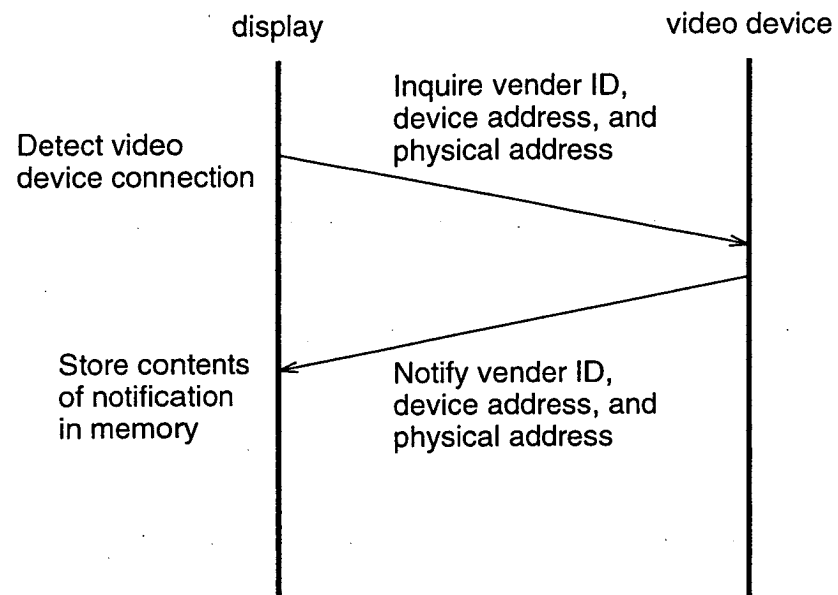 display
video device
Inquire vender ID,
device address, and
physical address
Detect video
device connection
Store contents
of notification
in memory
Notify vender ID,
device address, and
physical address